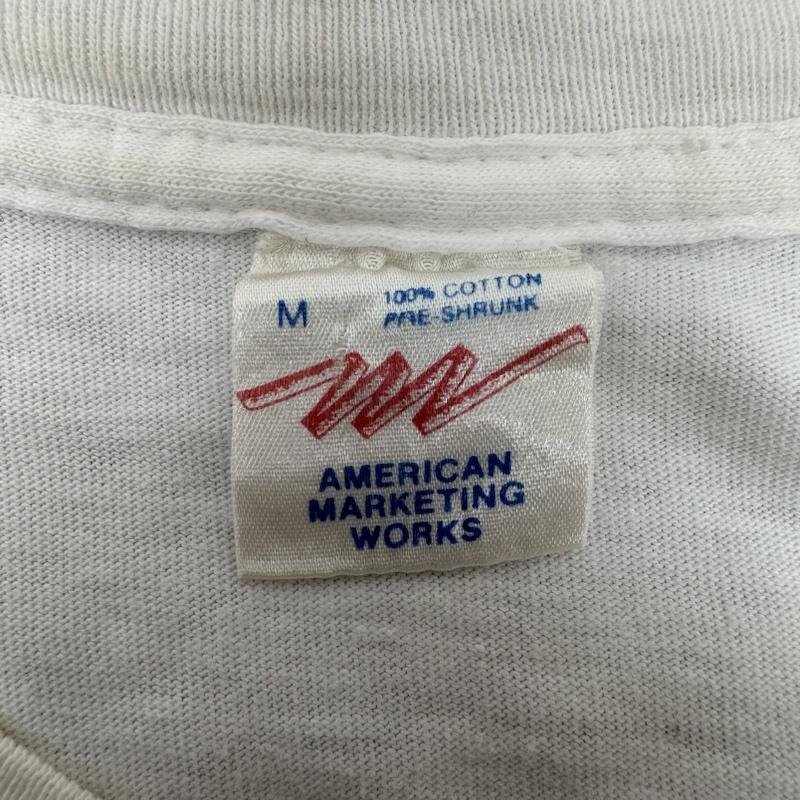 M
100% COTTON
PRE-SHRUNK
AMERICAN
MARKETING
WORKS